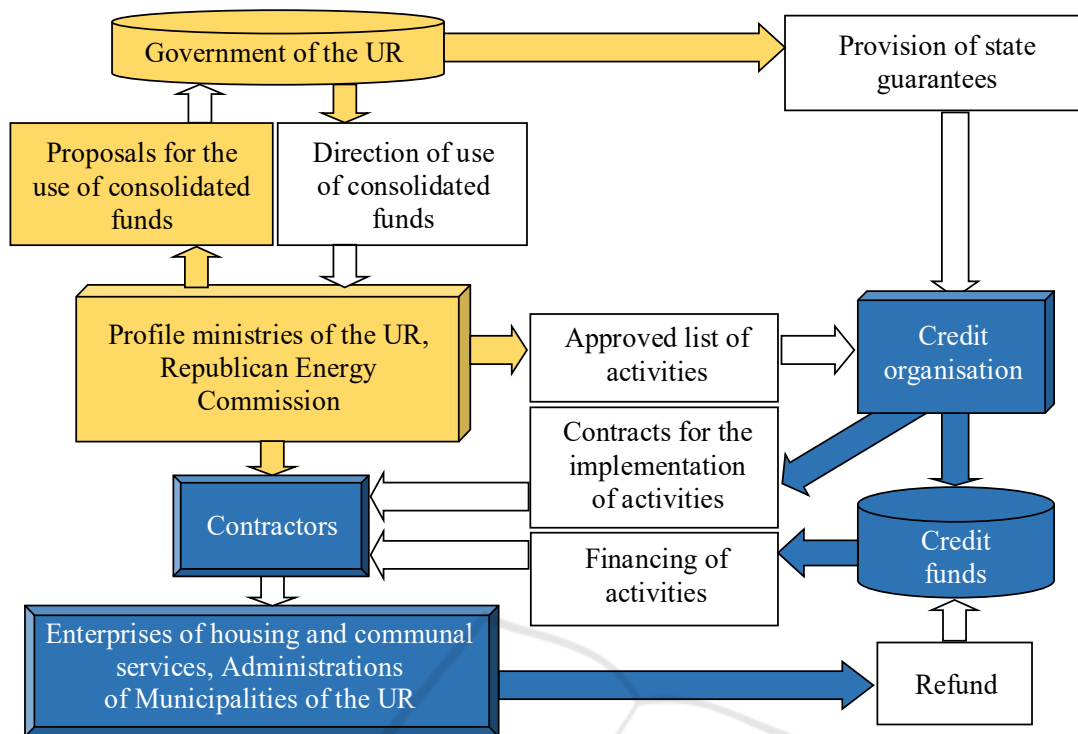 Government of the UR
Provision of state
guarantees
Proposals for the
use of consolidated
funds
Direction of use
of consolidated
funds
Profile ministries of the UR,
Republican Energy
Commission
Approved list of
activities
Credit
organisation
Contracts for the
implementation
of activities
Contractors
Financing of
activities
Credit
funds
Enterprises of housing and communal
services, Administrations
of Municipalities of the UR
Refund